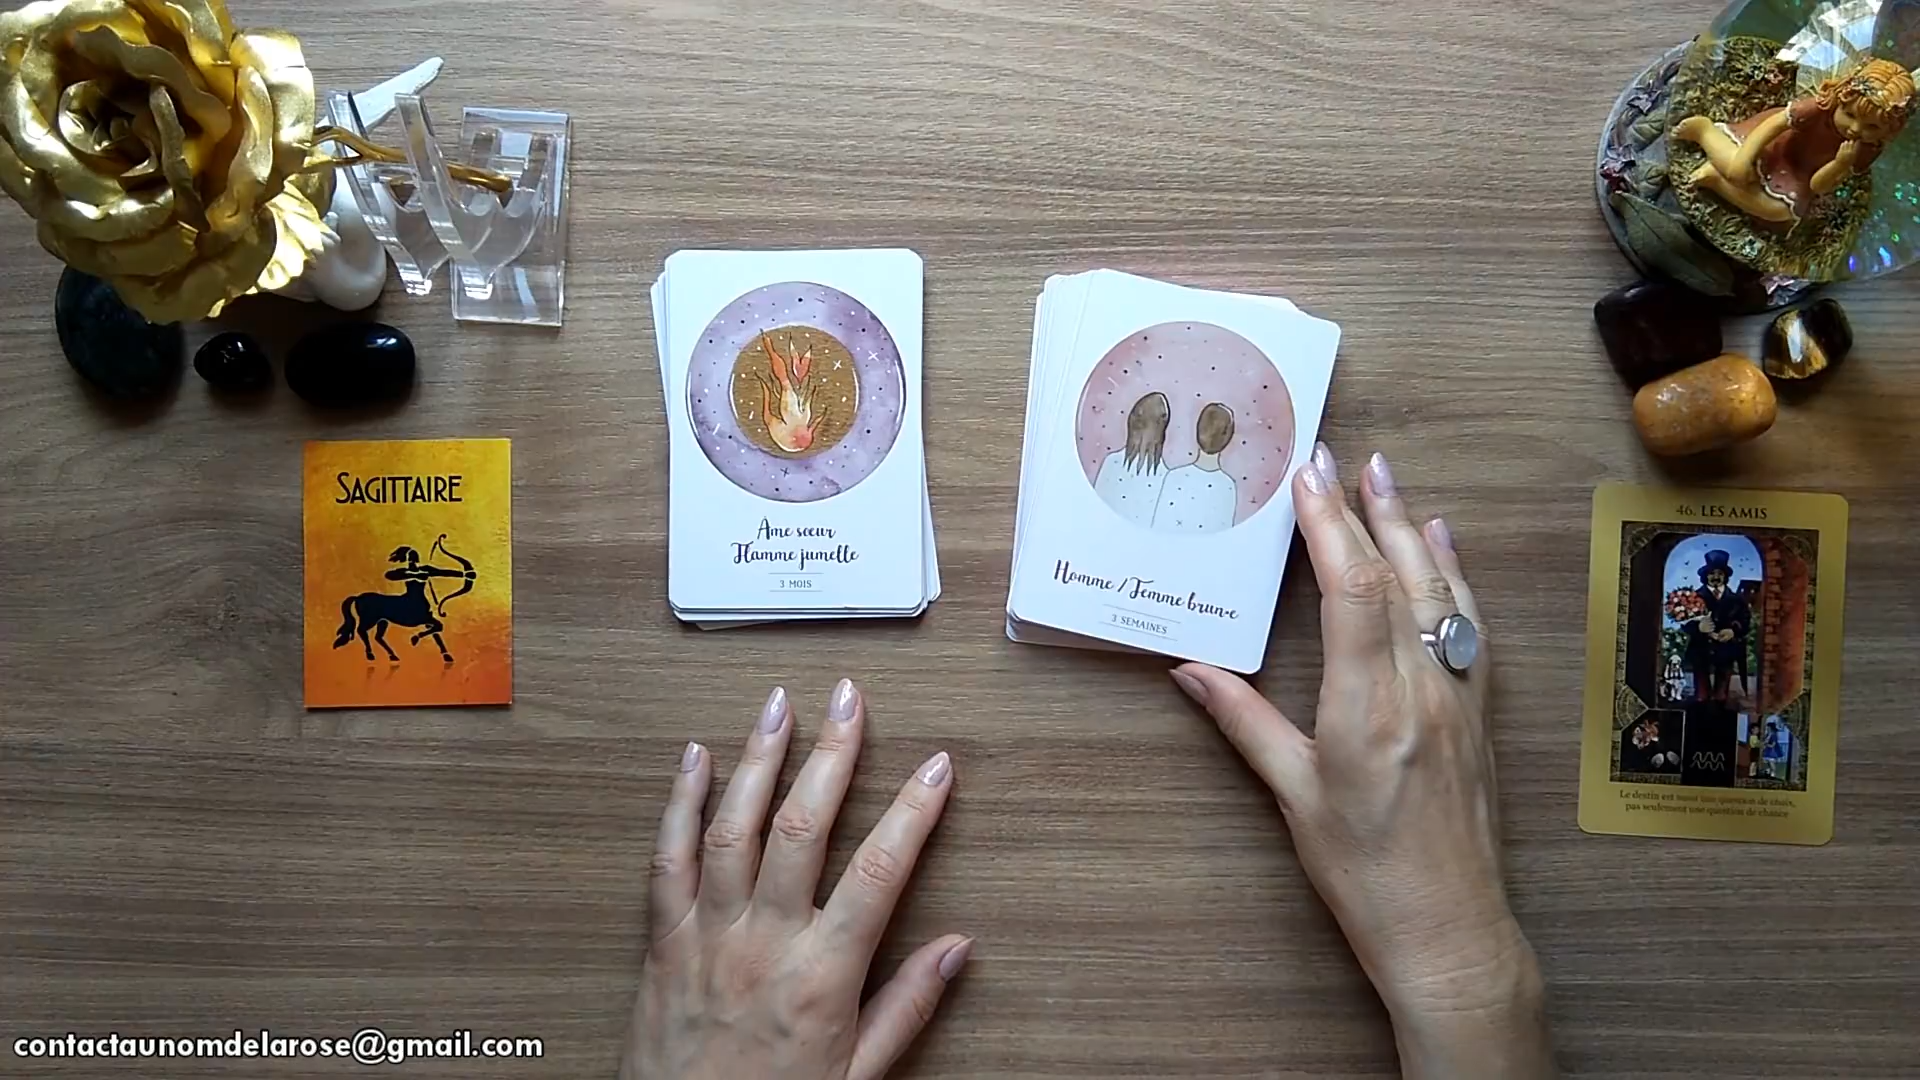 SAGITTAIRE
Âme sœur
Flamme jumelle
3 MOIS
Homme / Femme brun·e
3 SEMAINES
46. LES AMIS
Le destin est aussi une question de choix,
pas seulement une question de chance
contactaunomdelarose@gmail.com